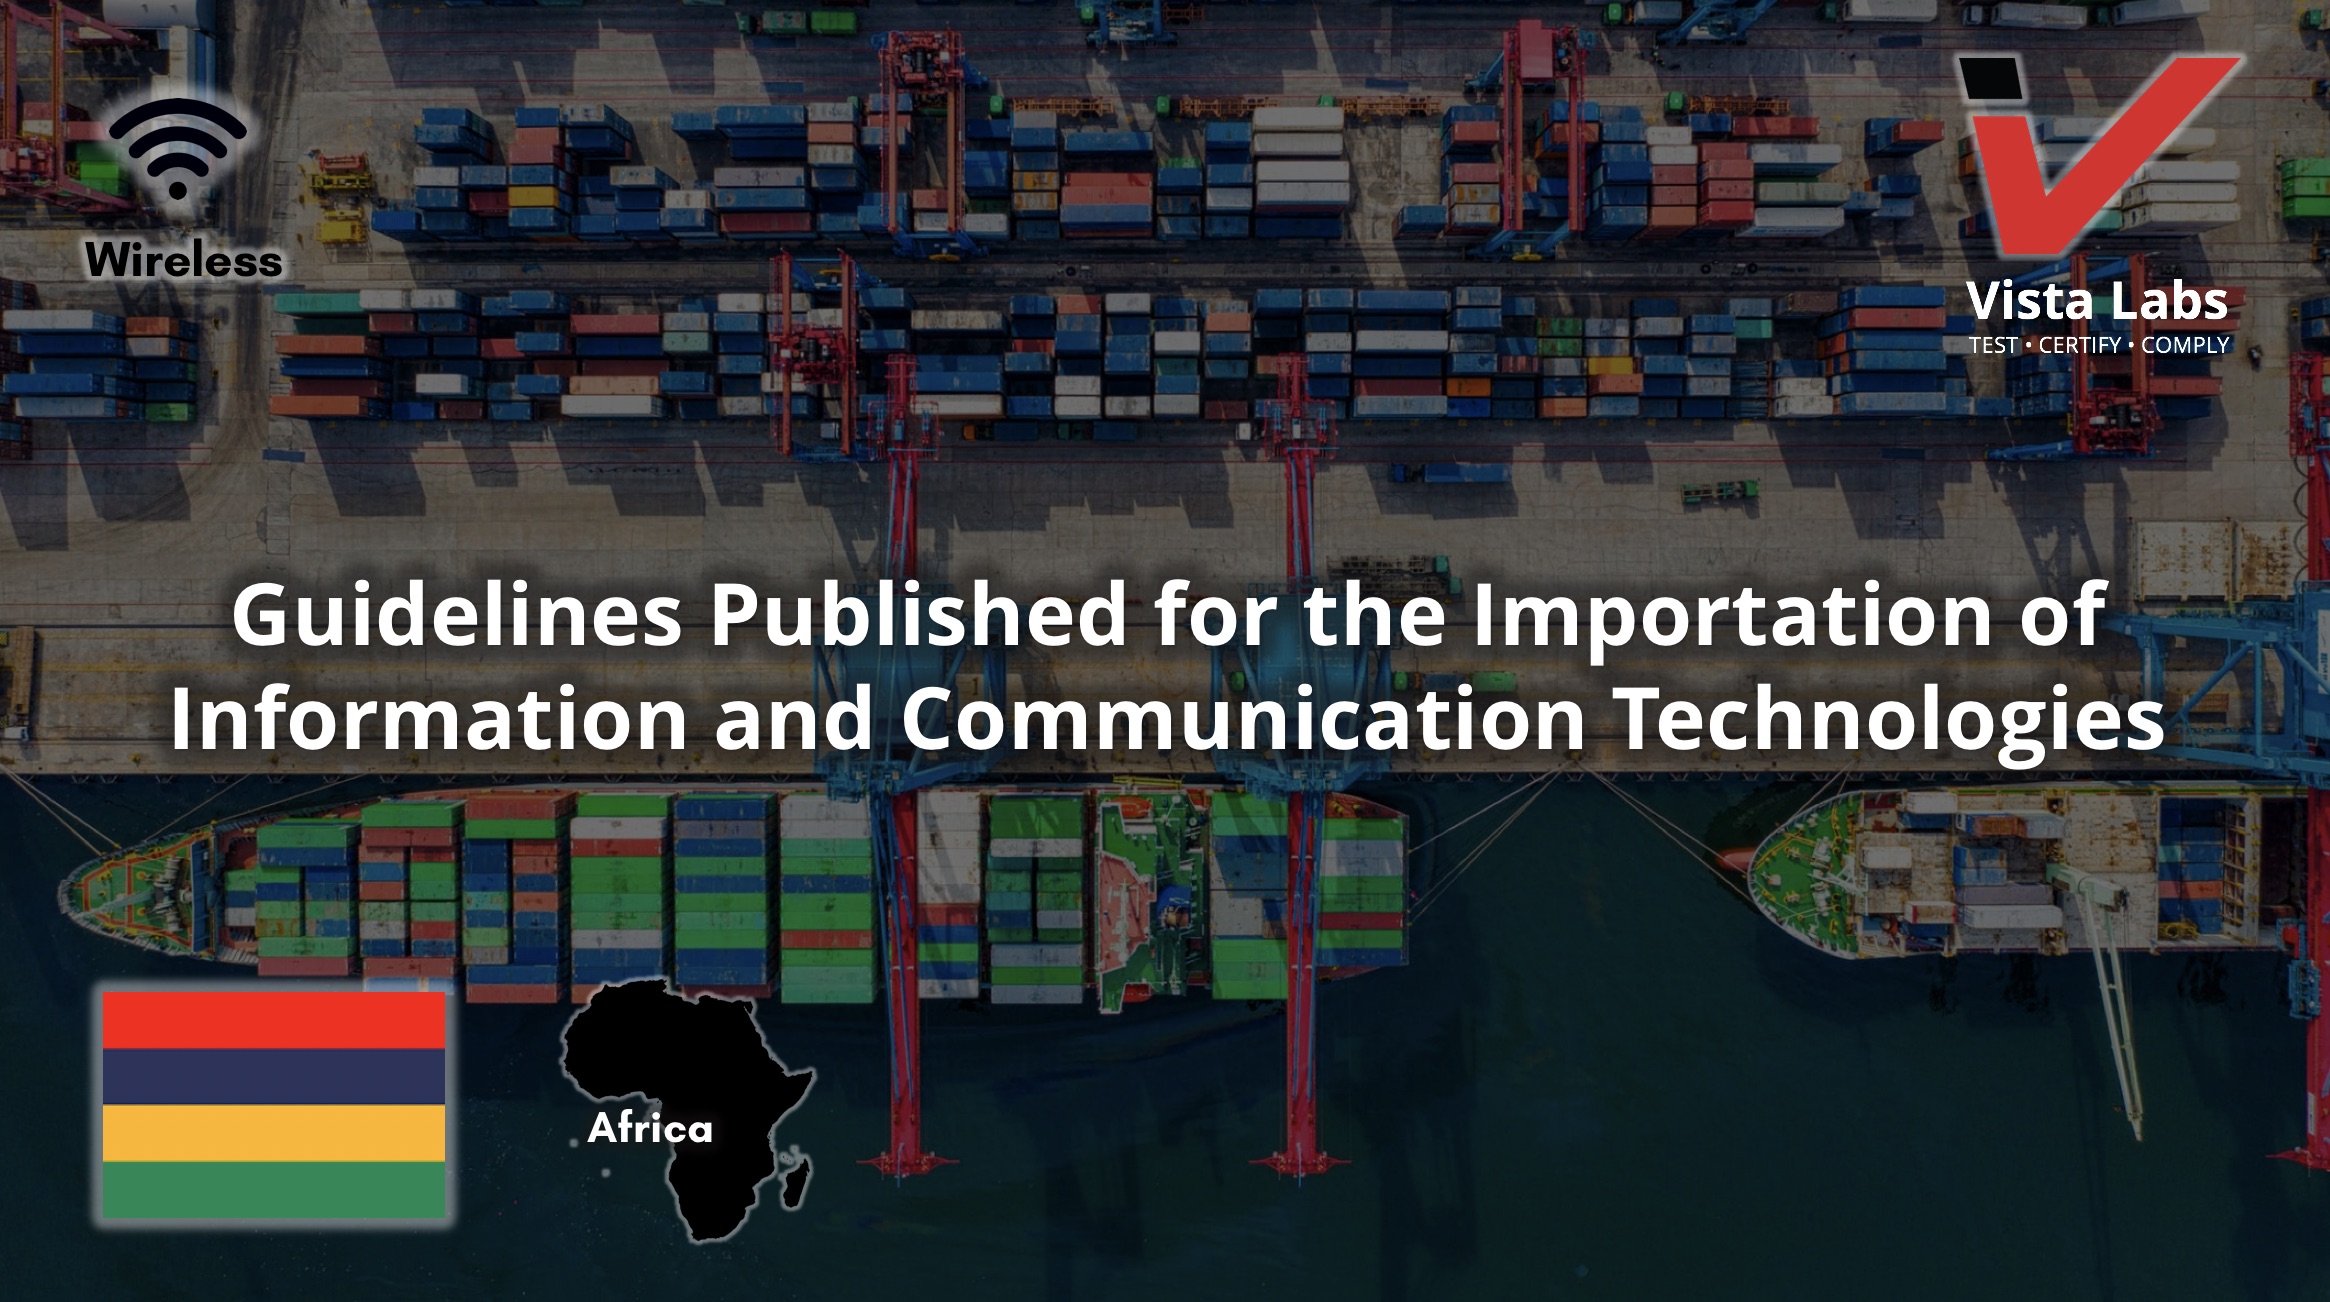 Wireless
Vista Labs
TEST • CERTIFY • COMPLY
Guidelines Published for the Importation of
Information and Communication Technologies
Africa